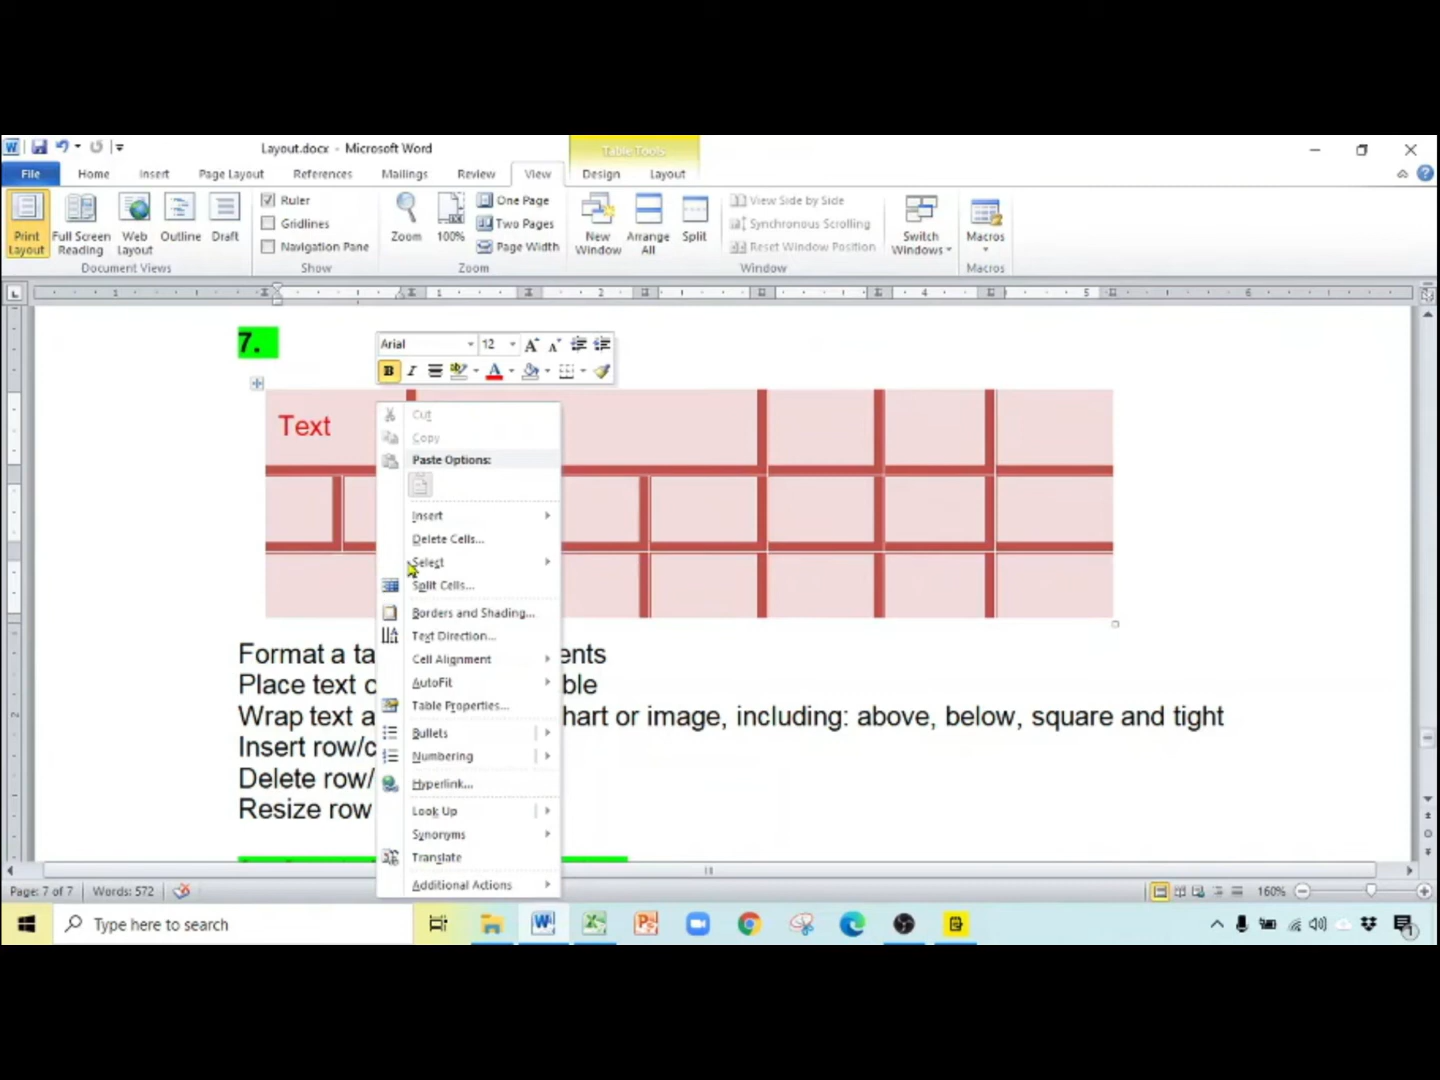 Layout.docx - Microsoft Word
Table Tools
File Home Insert Page Layout References Mailings Review View Design Layout
Print Layout
Full Screen Reading
Web Layout
Outline
Draft
Document Views
Ruler
Gridlines
Navigation Pane
Show
Zoom
100%
One Page
Two Pages
Page Width
Zoom
New Window
Arrange All
Split
View Side by Side
Synchronous Scrolling
Reset Window Position
Window
Switch Windows
Macros
Macros
1 1 2 4 5 6
7.
Arial 12
Text
Cut
Copy
Paste Options:
Insert
Delete Cells...
Select
Split Cells...
Borders and Shading...
Text Direction...
Cell Alignment
AutoFit
Table Properties...
Bullets
Numbering
Hyperlink...
Look Up
Synonyms
Translate
Additional Actions
Format a ta ents
Place text o ble
Wrap text a hart or image, including: above, below, square and tight
Insert row/c
Delete row/
Resize row
Page: 7 of 7 Words: 572 160%
Type here to search